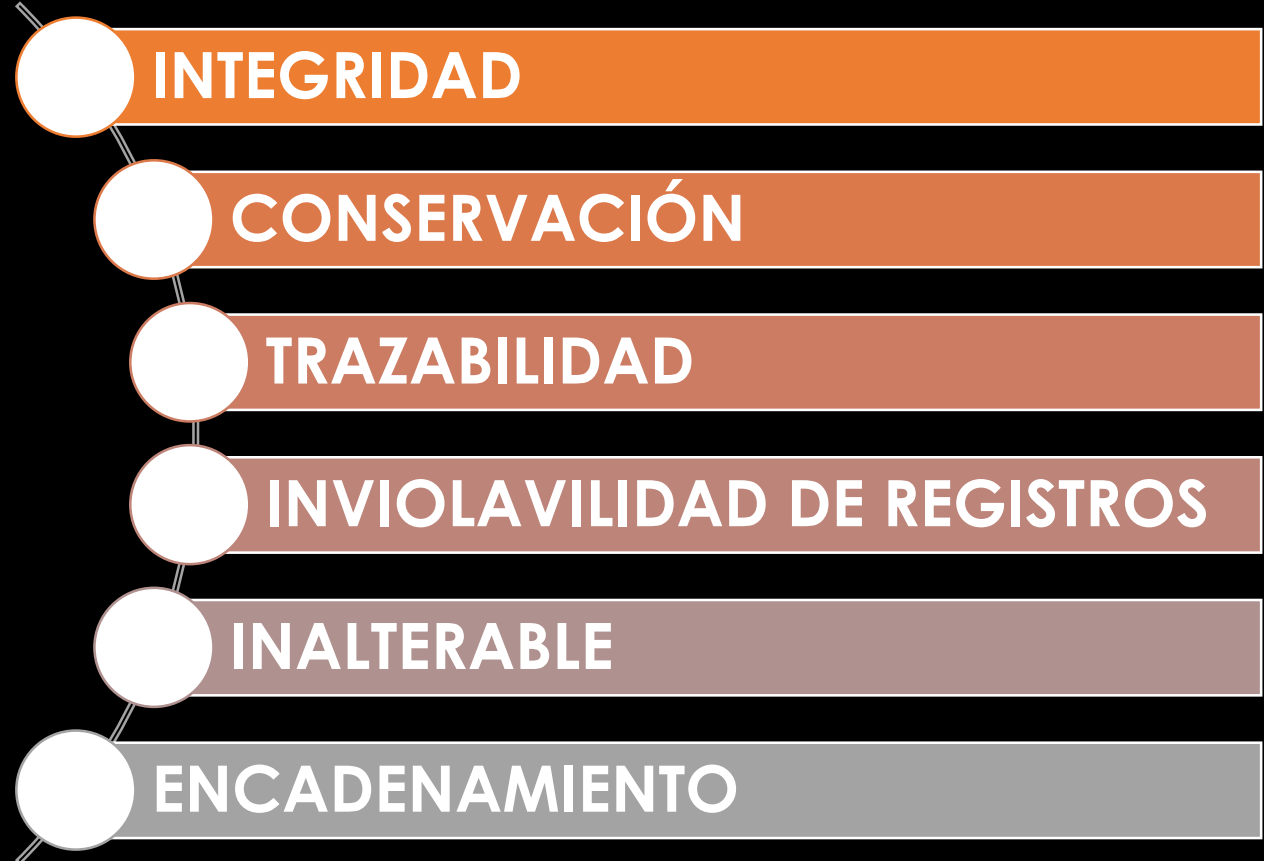 INTEGRIDAD
CONSERVACIÓN
TRAZABILIDAD
INVIOLAVILIDAD DE REGISTROS
INALTERABLE
ENCADENAMIENTO